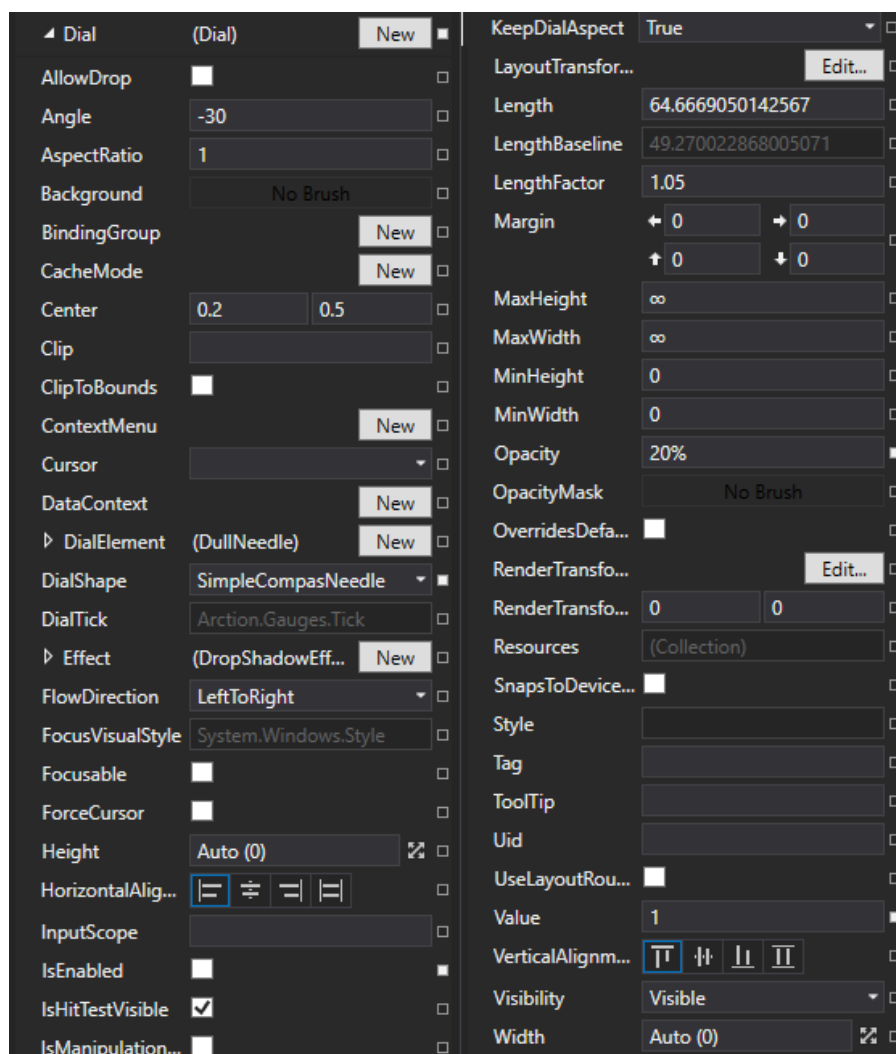 Dial (Dial) New
AllowDrop
Angle -30
AspectRatio 1
Background No Brush
BindingGroup New
CacheMode New
Center 0.2 0.5
Clip
ClipToBounds
ContextMenu New
Cursor
DataContext New
DialElement (DullNeedle) New
DialShape SimpleCompasNeedle
DialTick Arction.Gauges.Tick
Effect (DropShadowEff... New
FlowDirection LeftToRight
FocusVisualStyle System.Windows.Style
Focusable
ForceCursor
Height Auto (0)
HorizontalAlig...
InputScope
IsEnabled
IsHitTestVisible
IsManipulation...
KeepDialAspect True
LayoutTransfor... Edit...
Length 64.6669050142567
LengthBaseline 49.270022868005071
LengthFactor 1.05
Margin 0 0
0 0
MaxHeight ∞
MaxWidth ∞
MinHeight 0
MinWidth 0
Opacity 20%
OpacityMask No Brush
OverridesDefa...
RenderTransfo... Edit...
RenderTransfo... 0 0
Resources (Collection)
SnapsToDevice...
Style
Tag
ToolTip
Uid
UseLayoutRou...
Value 1
VerticalAlignm...
Visibility Visible
Width Auto (0)